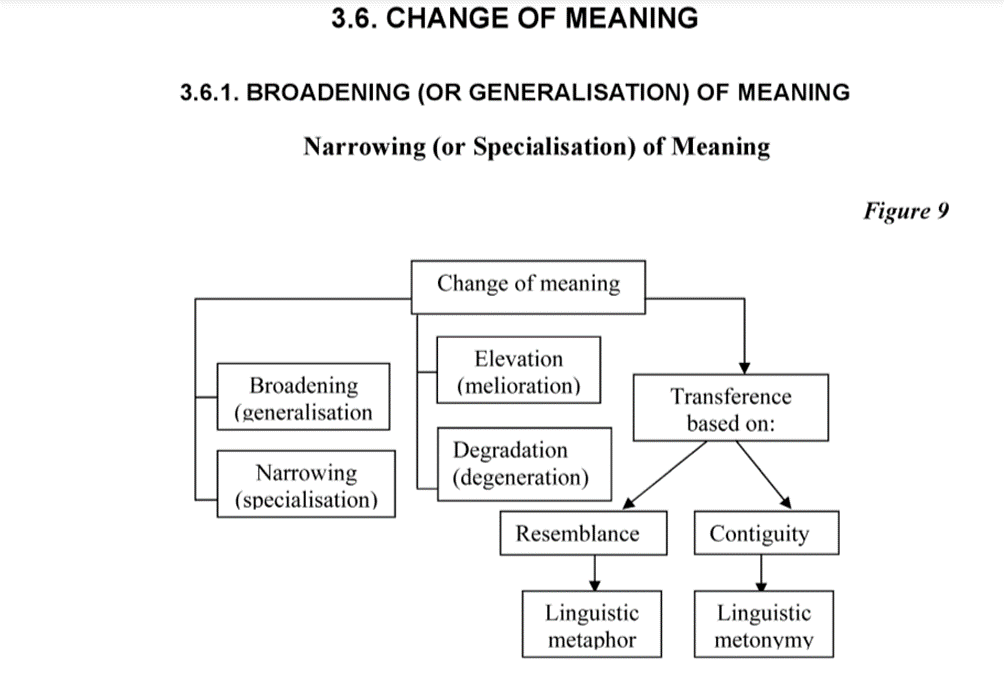 3.6. CHANGE OF MEANING
3.6.1. BROADENING (OR GENERALISATION) OF MEANING
Narrowing (or Specialisation) of Meaning
Figure 9
Change of meaning
Broadening
(generalisation
Narrowing
(specialisation)
Elevation
(melioration)
Degradation
(degeneration)
Transference
based on:
Resemblance
Contiguity
Linguistic
metaphor
Linguistic
metonymy